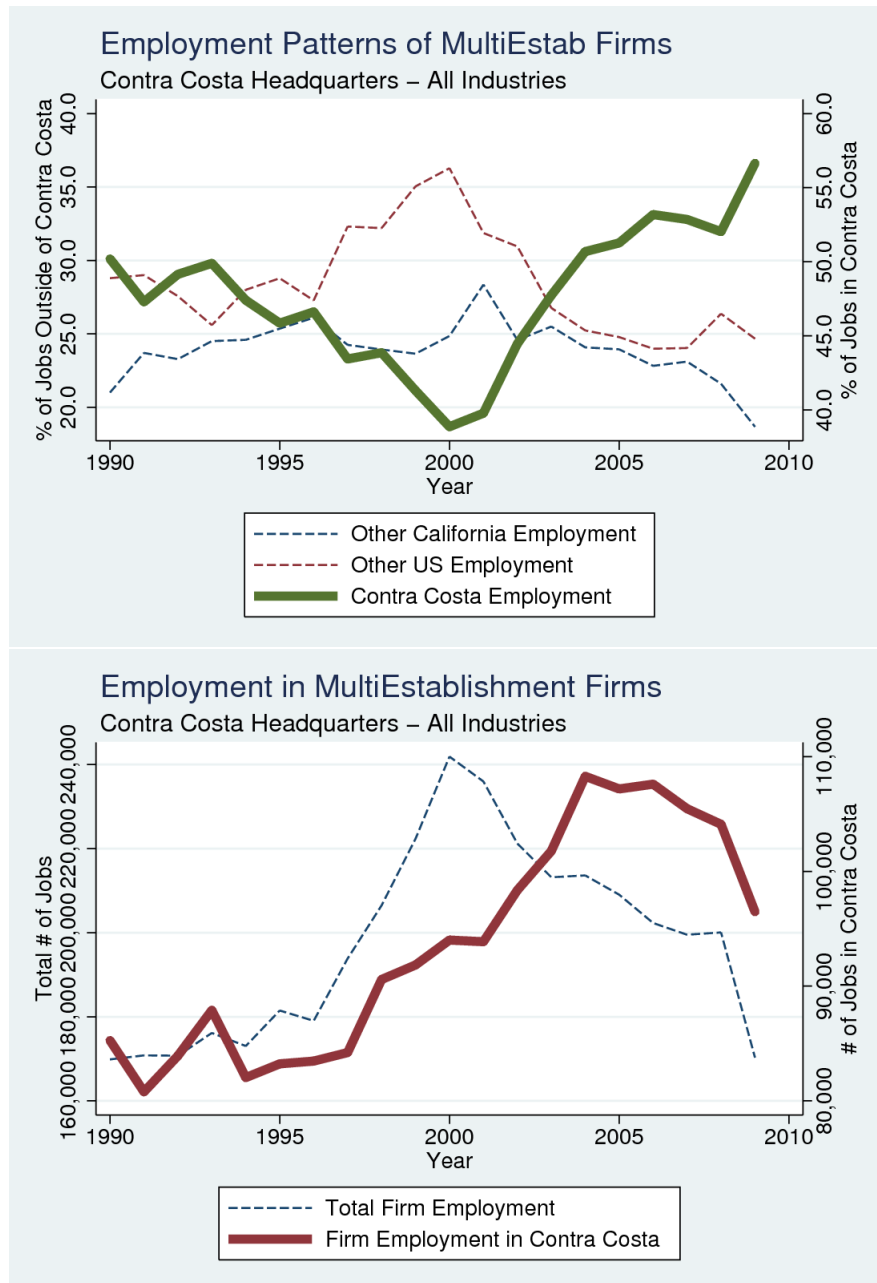 Employment Patterns of MultiEstab Firms
Contra Costa Headquarters – All Industries
% of Jobs Outside of Contra Costa
40.0
35.0
30.0
25.0
20.0
60.0
55.0
50.0
45.0
40.0
% of Jobs in Contra Costa
1990 1995 2000 2005 2010
Year
Other California Employment
Other US Employment
Contra Costa Employment
Employment in MultiEstablishment Firms
Contra Costa Headquarters – All Industries
Total # of Jobs
240,000
220,000
200,000
180,000
160,000
110,000
100,000
90,000
80,000
# of Jobs in Contra Costa
1990 1995 2000 2005 2010
Year
Total Firm Employment
Firm Employment in Contra Costa